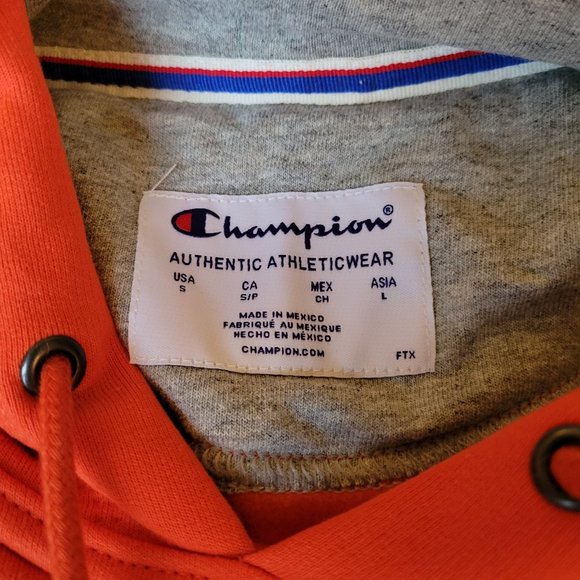 Champion®
AUTHENTIC ATHLETICWEAR
USA CA MEX ASIA
S S/P CH L
MADE IN MEXICO
FABRIQUÉ AU MEXIQUE
HECHO EN MÉXICO
CHAMPION.COM FTX